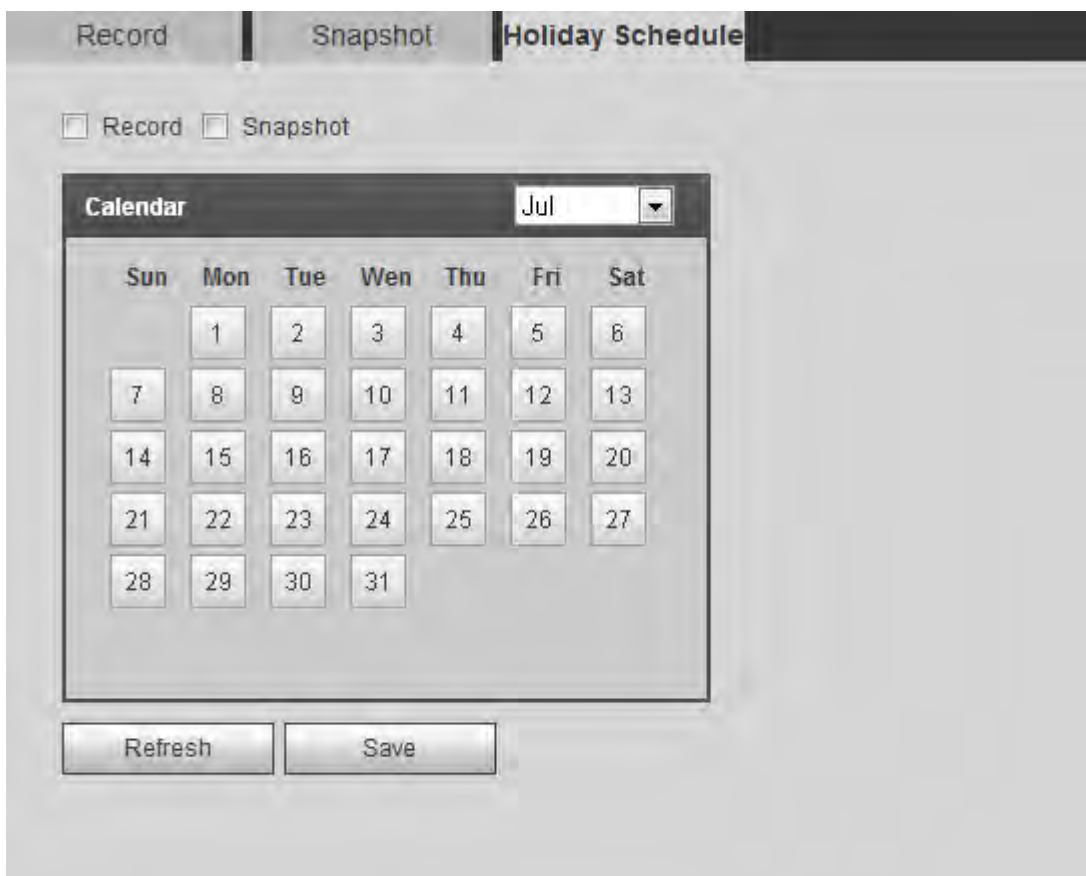 Record Snapshot Holiday Schedule
Record Snapshot
Calendar Jul
Sun Mon Tue Wen Thu Fri Sat
1 2 3 4 5 6
7 8 9 10 11 12 13
14 15 16 17 18 19 20
21 22 23 24 25 26 27
28 29 30 31
Refresh Save